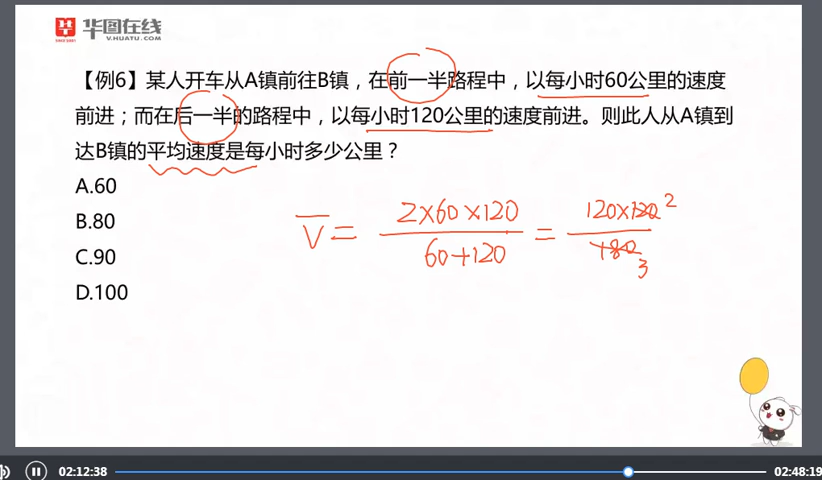 华图在线
V.HUATU.COM
【例6】某人开车从A镇前往B镇，在前一半路程中，以每小时60公里的速度
前进；而在后一半的路程中，以每小时120公里的速度前进。则此人从A镇到
达B镇的平均速度是每小时多少公里？
A.60
B.80
C.90
D.100
V̅ = 2×60×120 / 60+120 = 120×120 2 / 180 3
02:12:38
02:48:19